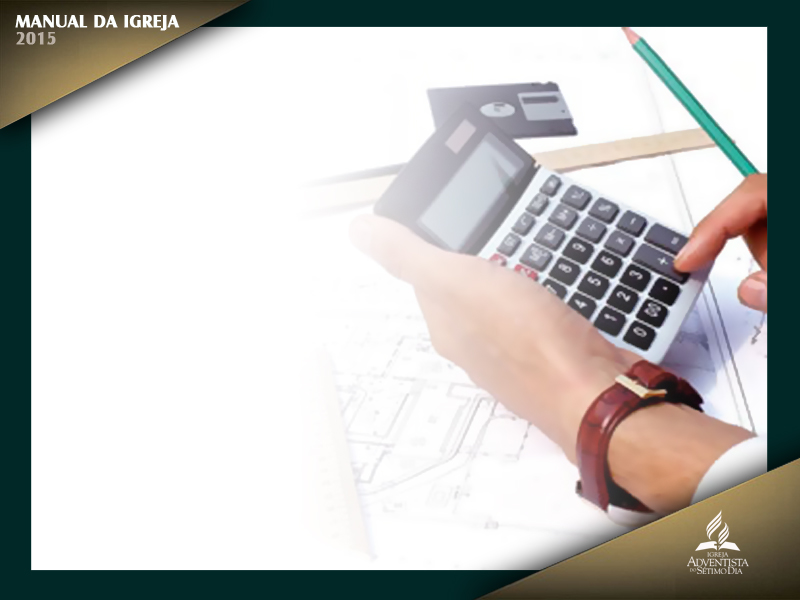 MANUAL DA IGREJA
2015
IGREJA
ADVENTISTA
DO SÉTIMO DIA